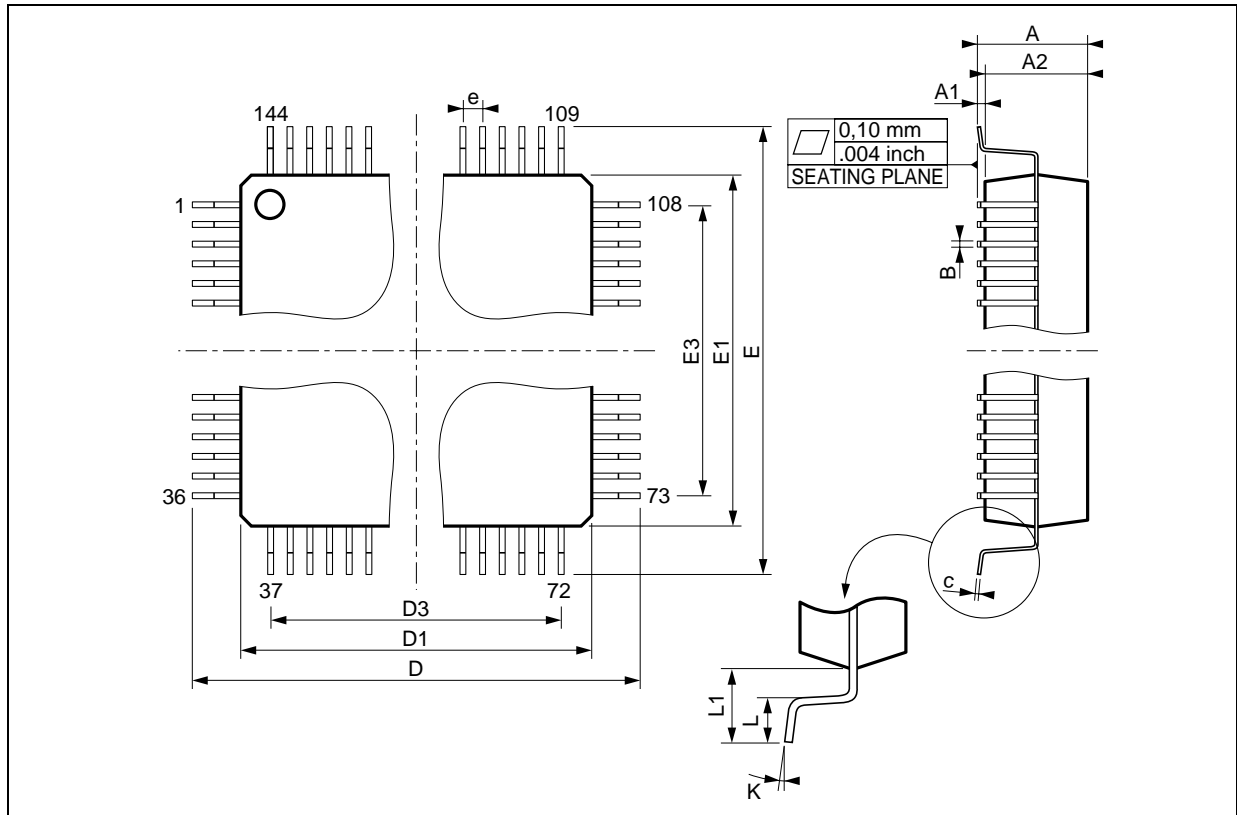 A
A2
A1
e
144
109
0,10 mm
.004 inch
SEATING PLANE
1
108
B
E3
E1
E
36
73
37
72
c
D3
D1
D
L1
L
K